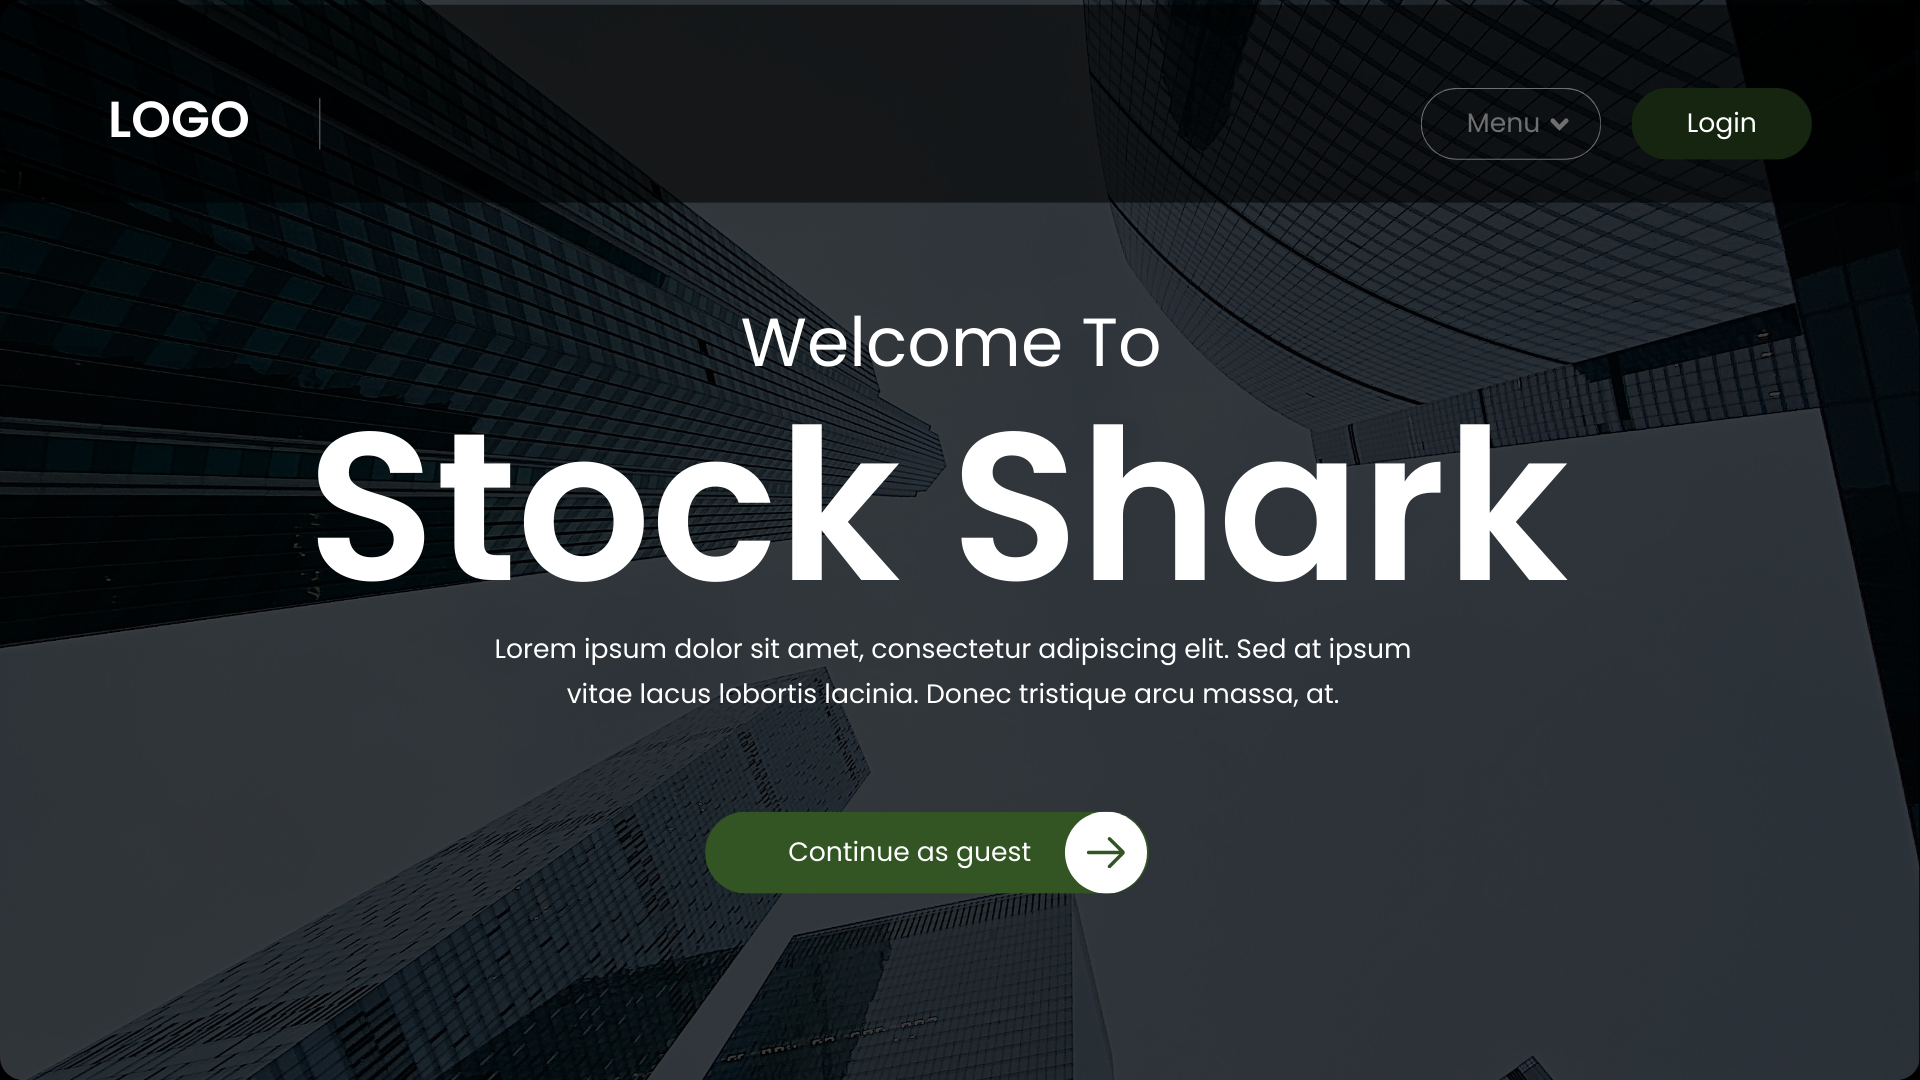 LOGO
Menu
Login
Welcome To
Stock Shark
Lorem ipsum dolor sit amet, consectetur adipiscing elit. Sed at ipsum
vitae lacus lobortis lacinia. Donec tristique arcu massa, at.
Continue as guest